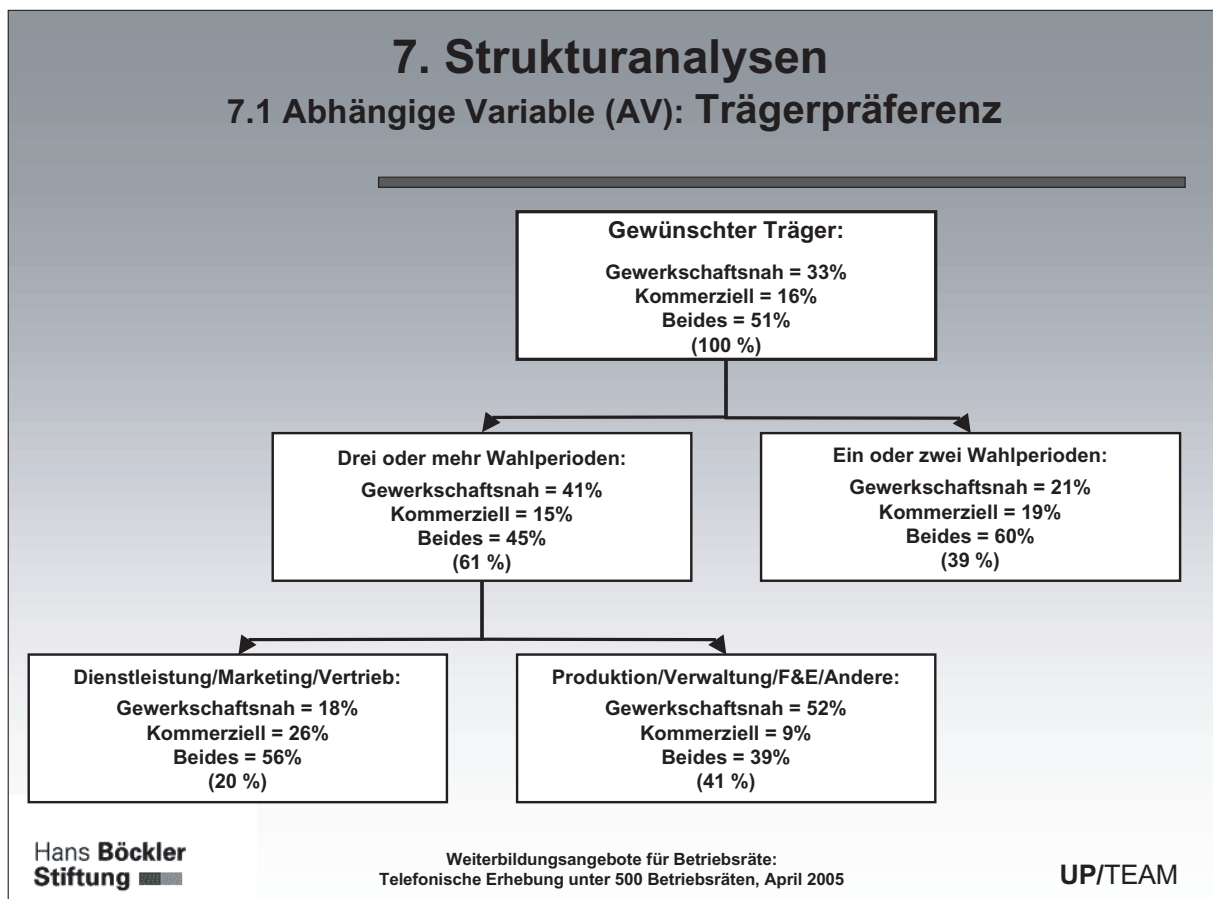 7. Strukturanalysen
7.1 Abhängige Variable (AV): Trägerpräferenz
Gewünschter Träger:
Gewerkschaftsnah = 33%
Kommerziell = 16%
Beides = 51%
(100 %)
Drei oder mehr Wahlperioden:
Gewerkschaftsnah = 41%
Kommerziell = 15%
Beides = 45%
(61 %)
Ein oder zwei Wahlperioden:
Gewerkschaftsnah = 21%
Kommerziell = 19%
Beides = 60%
(39 %)
Dienstleistung/Marketing/Vertrieb:
Gewerkschaftsnah = 18%
Kommerziell = 26%
Beides = 56%
(20 %)
Produktion/Verwaltung/F&E/Andere:
Gewerkschaftsnah = 52%
Kommerziell = 9%
Beides = 39%
(41 %)
Hans Böckler
Stiftung
Weiterbildungsangebote für Betriebsräte:
Telefonische Erhebung unter 500 Betriebsräten, April 2005
UP/TEAM